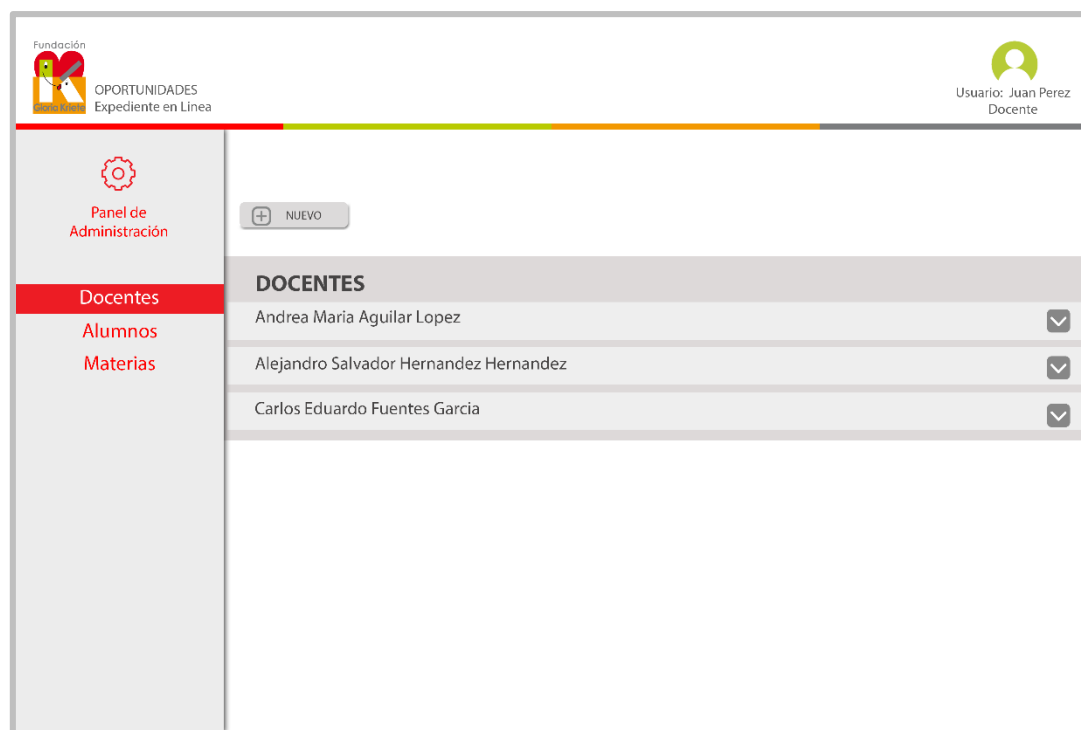 Fundación
Gloria Kriete
OPORTUNIDADES
Expediente en Linea
Usuario: Juan Perez
Docente
Panel de
Administración
Docentes
Alumnos
Materias
NUEVO
DOCENTES
Andrea Maria Aguilar Lopez
Alejandro Salvador Hernandez Hernandez
Carlos Eduardo Fuentes Garcia